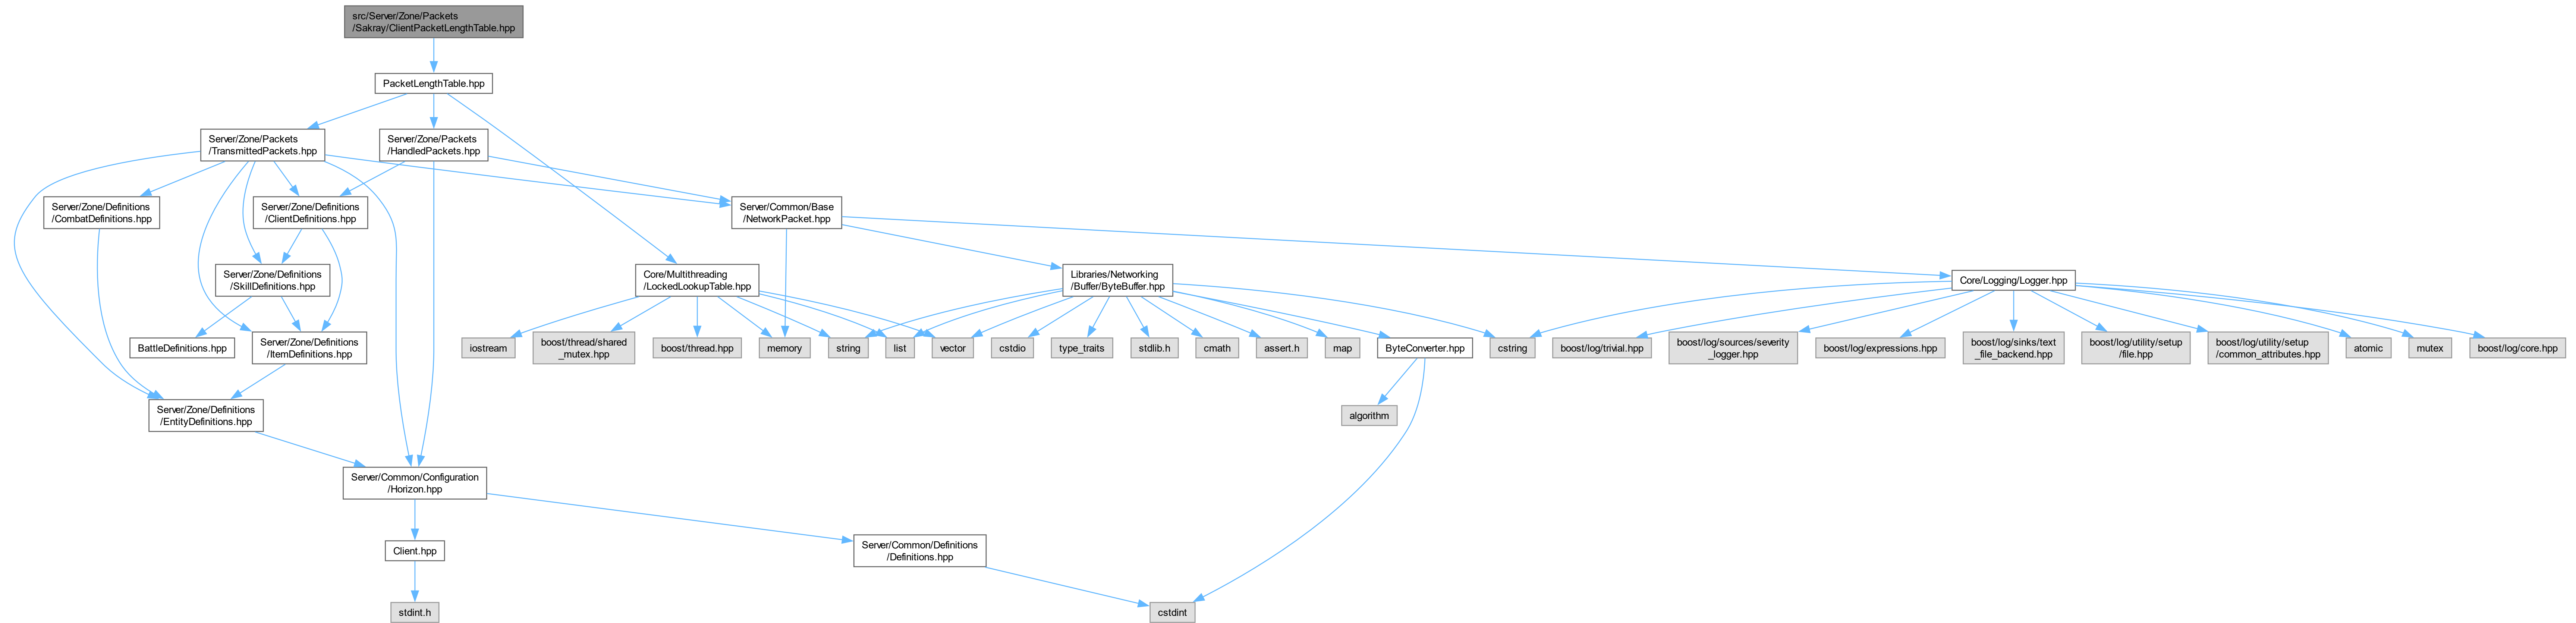 src/Server/Zone/Packets
/Sakray/ClientPacketLengthTable.hpp
PacketLengthTable.hpp
Server/Zone/Packets
/TransmittedPackets.hpp
Server/Zone/Packets
/HandledPackets.hpp
Server/Zone/Definitions
/CombatDefinitions.hpp
Server/Zone/Definitions
/ClientDefinitions.hpp
Server/Common/Base
/NetworkPacket.hpp
Server/Zone/Definitions
/SkillDefinitions.hpp
Core/Multithreading
/LockedLookupTable.hpp
Libraries/Networking
/Buffer/ByteBuffer.hpp
Core/Logging/Logger.hpp
BattleDefinitions.hpp
Server/Zone/Definitions
/ItemDefinitions.hpp
iostream
boost/thread/shared
_mutex.hpp
boost/thread.hpp
memory
string
list
vector
cstdio
type_traits
stdlib.h
cmath
assert.h
map
ByteConverter.hpp
cstring
boost/log/trivial.hpp
boost/log/sources/severity
_logger.hpp
boost/log/expressions.hpp
boost/log/sinks/text
_file_backend.hpp
boost/log/utility/setup
/file.hpp
boost/log/utility/setup
/common_attributes.hpp
atomic
mutex
boost/log/core.hpp
Server/Zone/Definitions
/EntityDefinitions.hpp
algorithm
Server/Common/Configuration
/Horizon.hpp
Client.hpp
Server/Common/Definitions
/Definitions.hpp
stdint.h
cstdint